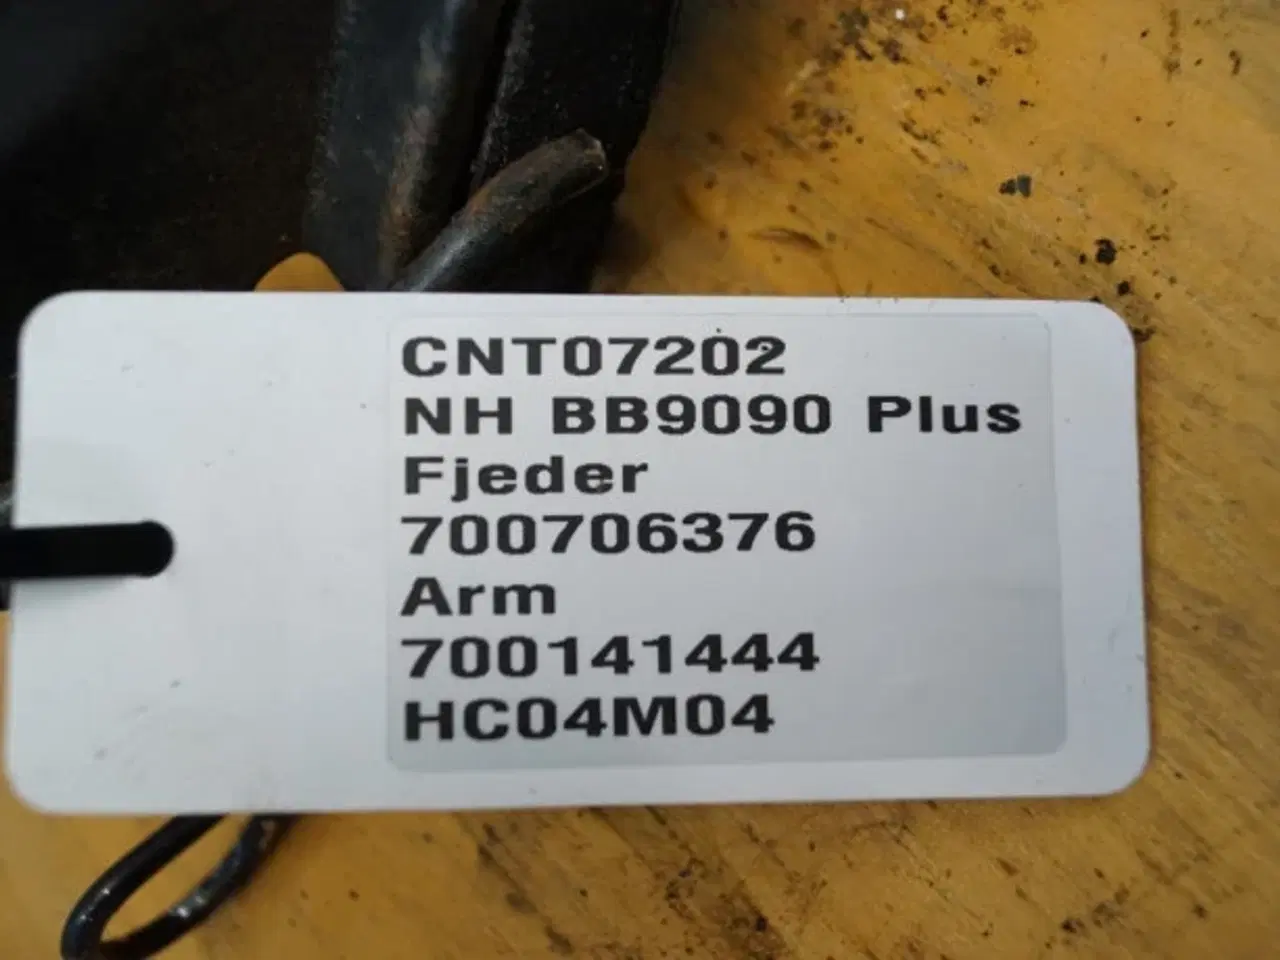 CNT07202
NH BB9090 Plus
Fjeder
700706376
Arm
700141444
HC04M04